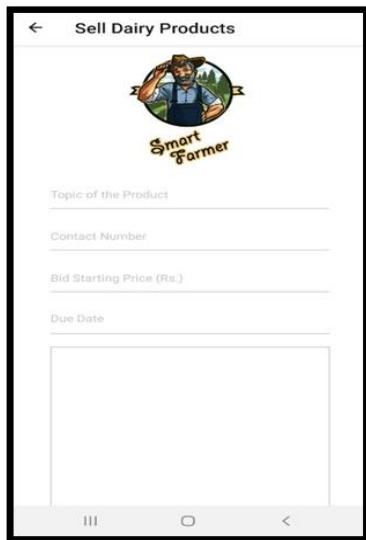 Sell Dairy Products
Smart
Farmer
Topic of the Product
Contact Number
Bid Starting Price (Rs.)
Due Date